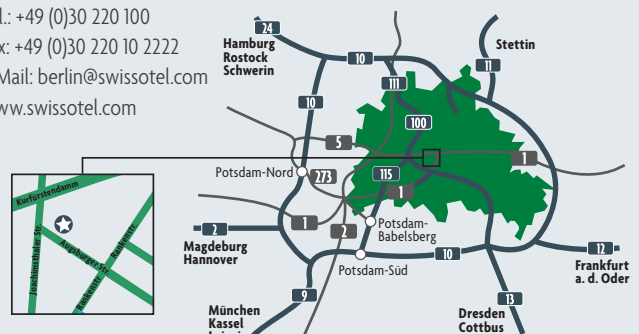 l.: +49 (0)30 220 100
x: +49 (0)30 220 10 2222
Mail: berlin@swissotel.com
ww.swissotel.com
24
Hamburg
Rostock
Schwerin
10
Stettin
11
111
10
100
5
1
Potsdam-Nord
273
115
1
Kurfurstendamm
Joachimsthaler Str.
Augsburger Str.
Rankestr.
Rankestr.
2
1
2
Potsdam-
Babelsberg
Magdeburg
Hannover
Potsdam-Süd
10
12
Frankfurt
a. d. Oder
9
13
München
Kassel
Dresden
Cottbus